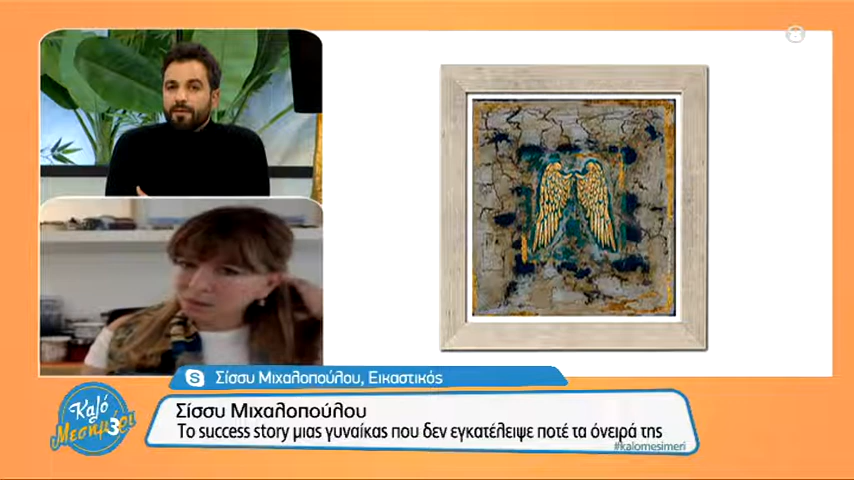 Σίσσυ Μιχαλοπούλου, Εικαστικός
Σίσσυ Μιχαλοπούλου
Το success story μιας γυναίκας που δεν εγκατέλειψε ποτέ τα όνειρά της
#kalomesimeri
Καλό
Μεσημ3ρι